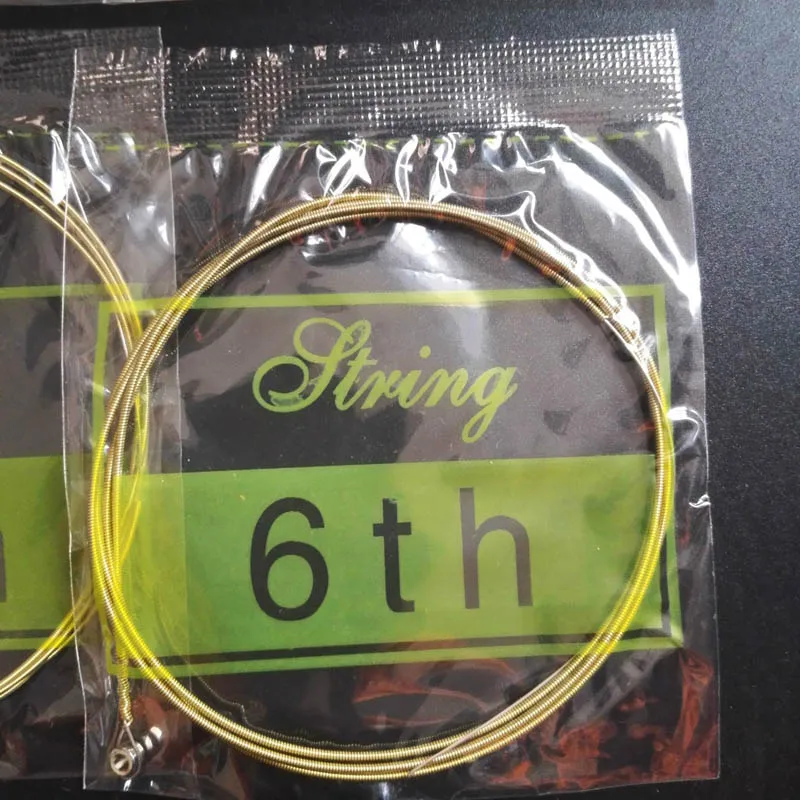 String
6th
h